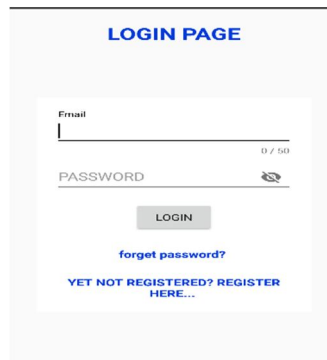 LOGIN PAGE
Email
0 / 50
PASSWORD
LOGIN
forget password?
YET NOT REGISTERED? REGISTER
HERE...